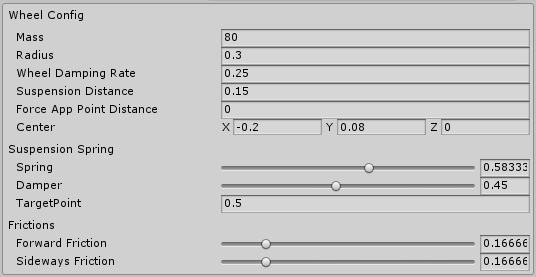 Wheel Config
Mass 80
Radius 0.3
Wheel Damping Rate 0.25
Suspension Distance 0.15
Force App Point Distance 0
Center X -0.2 Y 0.08 Z 0
Suspension Spring
Spring 0.58333
Damper 0.45
TargetPoint 0.5
Frictions
Forward Friction 0.16666
Sideways Friction 0.16666